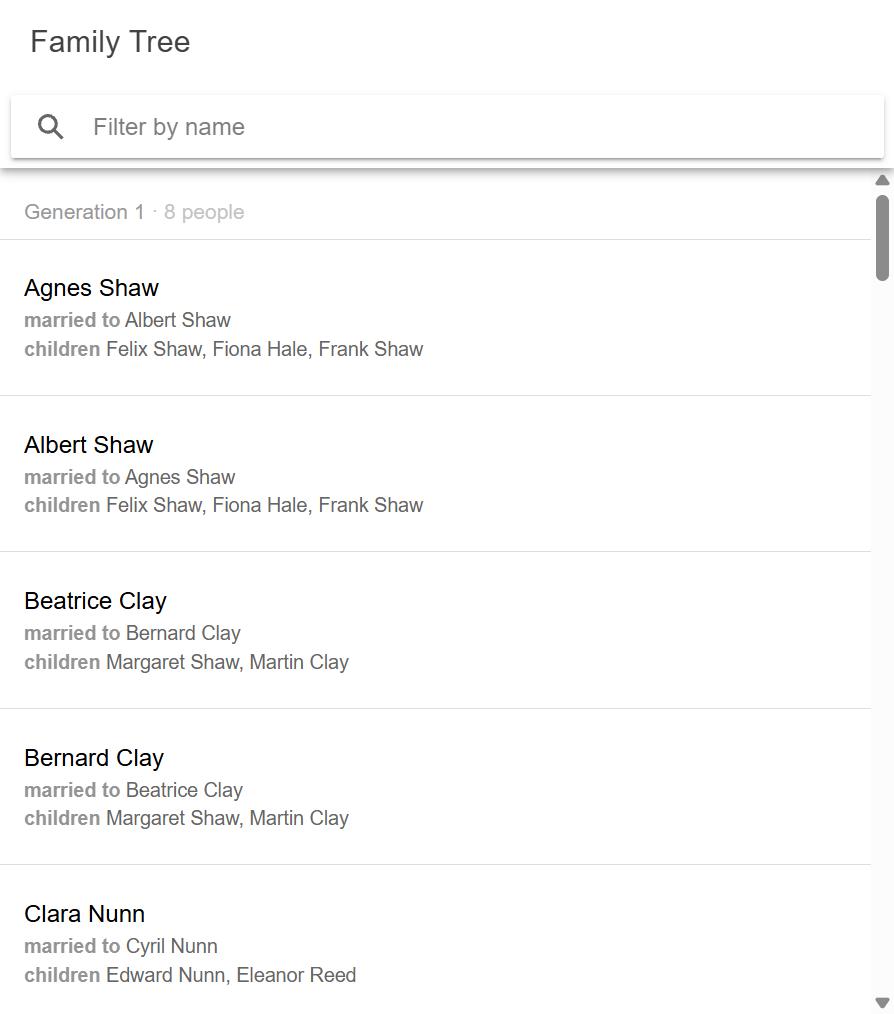 Family Tree
Filter by name
Generation 1 · 8 people
Agnes Shaw
married to Albert Shaw
children Felix Shaw, Fiona Hale, Frank Shaw
Albert Shaw
married to Agnes Shaw
children Felix Shaw, Fiona Hale, Frank Shaw
Beatrice Clay
married to Bernard Clay
children Margaret Shaw, Martin Clay
Bernard Clay
married to Beatrice Clay
children Margaret Shaw, Martin Clay
Clara Nunn
married to Cyril Nunn
children Edward Nunn, Eleanor Reed